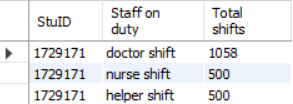 StuID Staff on duty Total shifts
1729171 doctor shift 1058
1729171 nurse shift 500
1729171 helper shift 500